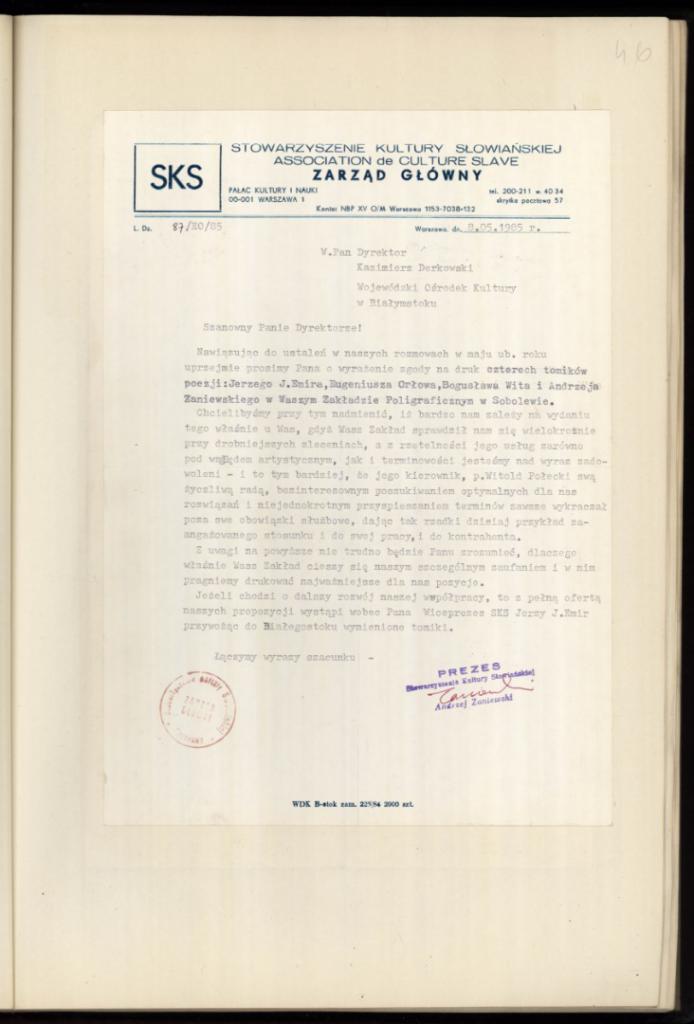 46
SKS
STOWARZYSZENIE KULTURY SŁOWIAŃSKIEJ
ASSOCIATION de CULTURE SLAVE
ZARZĄD GŁÓWNY
PAŁAC KULTURY I NAUKI
00-001 WARSZAWA 1
tel. 200-211 w. 40 34
skrytka pocztowa 57
Konto: NBP XV O/M Warszawa 1153-7038-132
L. Dz. 87/ZO/85
Warszawa, dn. 8.05.1985 r.
W.Pan Dyrektor
Kazimierz Derkowski
Wojewódzki Ośrodek Kultury
w Białymstoku
Szanowny Panie Dyrektorze!
Nawiązując do ustaleń w naszych rozmowach w maju ub. roku
uprzejmie prosimy Pana o wyrażenie zgody na druk czterech tomików
poezji:Jerzego J.Emira,Eugeniusza Orłowa,Bogusława Wita i Andrzeja
Zaniewskiego w Waszym Zakładzie Poligraficznym w Sobolewie.
Chcielibyśmy przy tym nadmienić, iż bardzo nam zależy na wydaniu
tego właśnie u Was, gdyż Wasz Zakład sprawdził nam się wielokrotnie
przy drobniejszych zleceniach, a z rzetelności jego usług zarówno
pod względem artystycznym, jak i terminowości jesteśmy nad wyraz zado-
woleni - i to tym bardziej, że jego kierownik, p.Witold Połecki swą
życzliwą radą, bezinteresownym poszukiwaniem optymalnych dla nas
rozwiązań i niejednokrotnym przyspieszaniem terminów zawsze wykraczał
poza swe obowiązki służbowe, dając tak rzadki dzisiaj przykład za-
angażowanego stosunku i do swej pracy,i do kontrahenta.
Z uwagi na powyższe nie trudno będzie Panu zrozumieć, dlaczego
właśnie Wasz Zakład cieszy się naszym szczególnym zaufaniem i w nim
pragniemy drukować najważniejsze dla nas pozycje.
Jeżeli chodzi o dalszy rozwój naszej współpracy, to z pełną ofertą
naszych propozycji wystąpi wobec Pana Wiceprezes SKS Jerzy J.Emir
przywożąc do Białegostoku wymienione tomiki.
Łączymy wyrazy szacunku -
PREZES
Stowarzyszenia Kultury Słowiańskiej
Andrzej Zaniewski
WDK B-stok zam. 225/84 2000 szt.